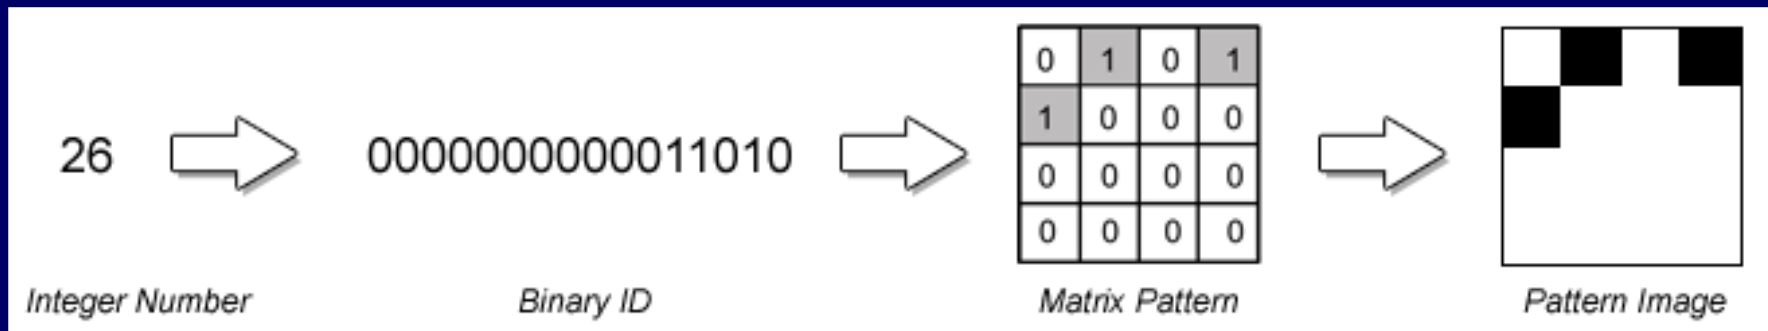 26
0000000000011010
0 1 0 1
1 0 0 0
0 0 0 0
0 0 0 0
Integer Number
Binary ID
Matrix Pattern
Pattern Image